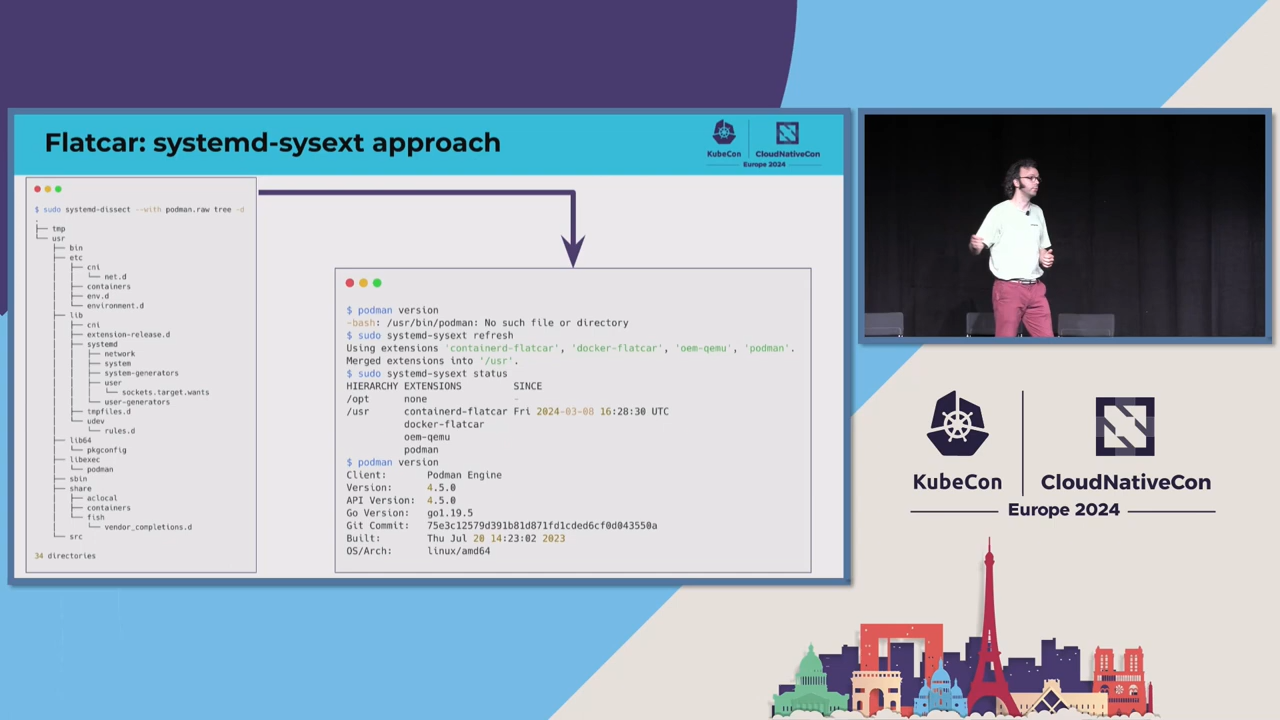 Flatcar: systemd-sysext approach
KubeCon
CloudNativeCon
Europe 2024
$ sudo systemd-dissect --with podman.raw tree -d
.
├── tmp
└── usr
    ├── bin
    ├── etc
    │   ├── cni
    │   │   └── net.d
    │   ├── containers
    │   ├── env.d
    │   └── environment.d
    ├── lib
    │   ├── cni
    │   ├── extension-release.d
    │   ├── systemd
    │   │   ├── network
    │   │   ├── system
    │   │   ├── system-generators
    │   │   ├── user
    │   │   │   └── sockets.target.wants
    │   │   └── user-generators
    │   ├── tmpfiles.d
    │   └── udev
    │       └── rules.d
    ├── lib64
    │   └── pkgconfig
    ├── libexec
    │   └── podman
    ├── sbin
    ├── share
    │   ├── aclocal
    │   ├── containers
    │   └── fish
    │       └── vendor_completions.d
    └── src
34 directories
$ podman version
-bash: /usr/bin/podman: No such file or directory
$ sudo systemd-sysext refresh
Using extensions 'containerd-flatcar', 'docker-flatcar', 'oem-qemu', 'podman'.
Merged extensions into '/usr'.
$ sudo systemd-sysext status
HIERARCHY EXTENSIONS SINCE
/opt none -
/usr containerd-flatcar Fri 2024-03-08 16:28:30 UTC
docker-flatcar
oem-qemu
podman
$ podman version
Client: Podman Engine
Version: 4.5.0
API Version: 4.5.0
Go Version: go1.19.5
Git Commit: 75e3c12579d391b81d871fd1cded6cf0d043550a
Built: Thu Jul 20 14:23:02 2023
OS/Arch: linux/amd64
KubeCon
CloudNativeCon
Europe 2024